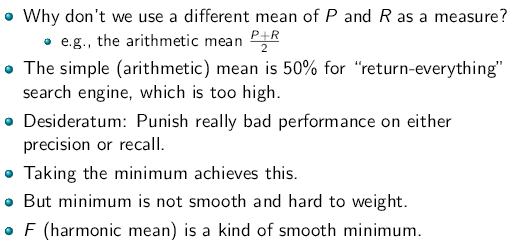 Why don't we use a different mean of P and R as a measure?
e.g., the arithmetic mean $\frac{P+R}{2}$
The simple (arithmetic) mean is 50% for “return-everything”
search engine, which is too high.
Desideratum: Punish really bad performance on either
precision or recall.
Taking the minimum achieves this.
But minimum is not smooth and hard to weight.
F (harmonic mean) is a kind of smooth minimum.